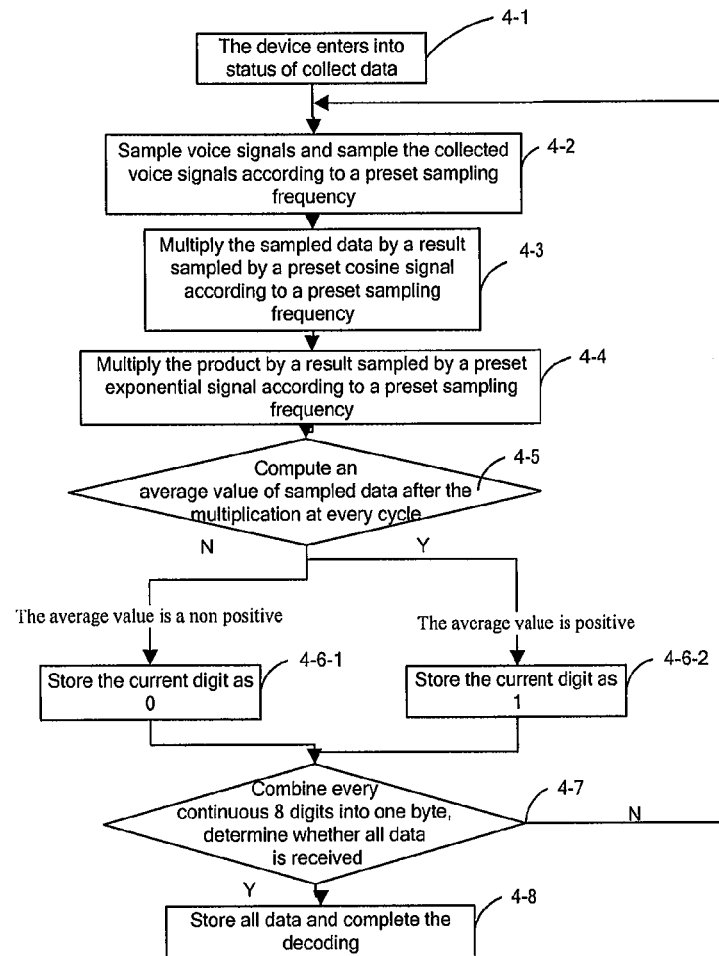 4-1
The device enters into
status of collect data
Sample voice signals and sample the collected
voice signals according to a preset sampling
frequency
4-2
Multiply the sampled data by a result
sampled by a preset cosine signal
according to a preset sampling
frequency
4-3
Multiply the product by a result sampled by a preset
exponential signal according to a preset sampling
frequency
4-4
Compute an
average value of sampled data after the
multiplication at every cycle
4-5
N
Y
The average value is a non positive
The average value is positive
Store the current digit as
0
4-6-1
Store the current digit as
1
4-6-2
Combine every
continuous 8 digits into one byte,
determine whether all data
is received
4-7
N
Y
Store all data and complete the
decoding
4-8